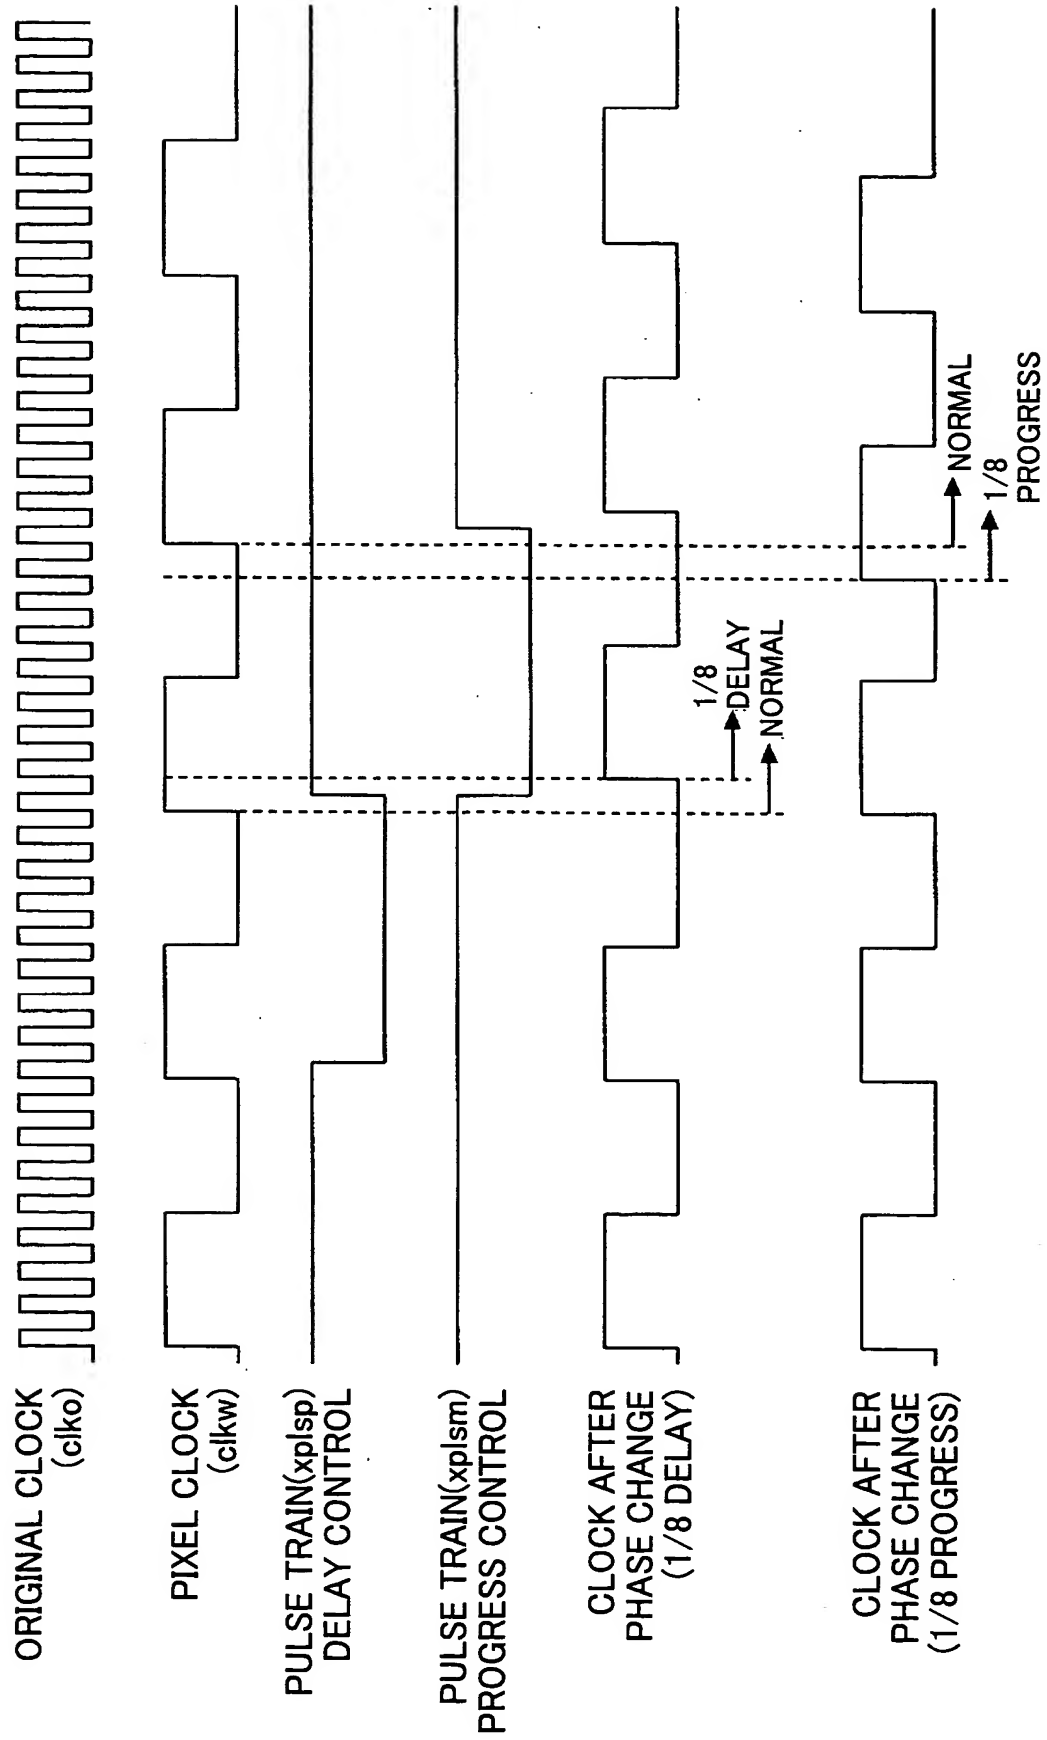 ORIGINAL CLOCK
(clko)
PIXEL CLOCK
(clkw)
PULSE TRAIN(xplsp)
DELAY CONTROL
PULSE TRAIN(xplsm)
PROGRESS CONTROL
CLOCK AFTER
PHASE CHANGE
(1/8 DELAY)
1/8
DELAY
NORMAL
CLOCK AFTER
PHASE CHANGE
(1/8 PROGRESS)
NORMAL
1/8
PROGRESS